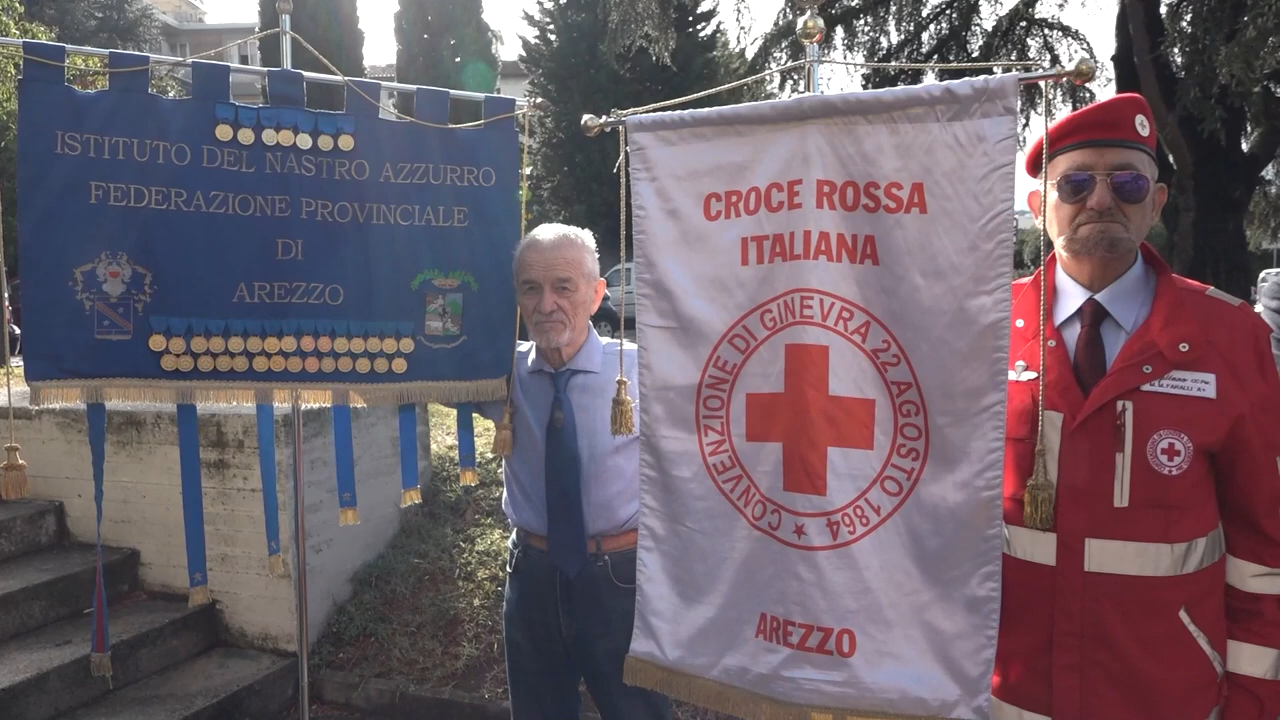 ISTITUTO DEL NASTRO AZZURRO
FEDERAZIONE PROVINCIALE
DI
AREZZO
CROCE ROSSA
ITALIANA
CONVENZIONE DI GINEVRA 22 AGOSTO 1864
AREZZO